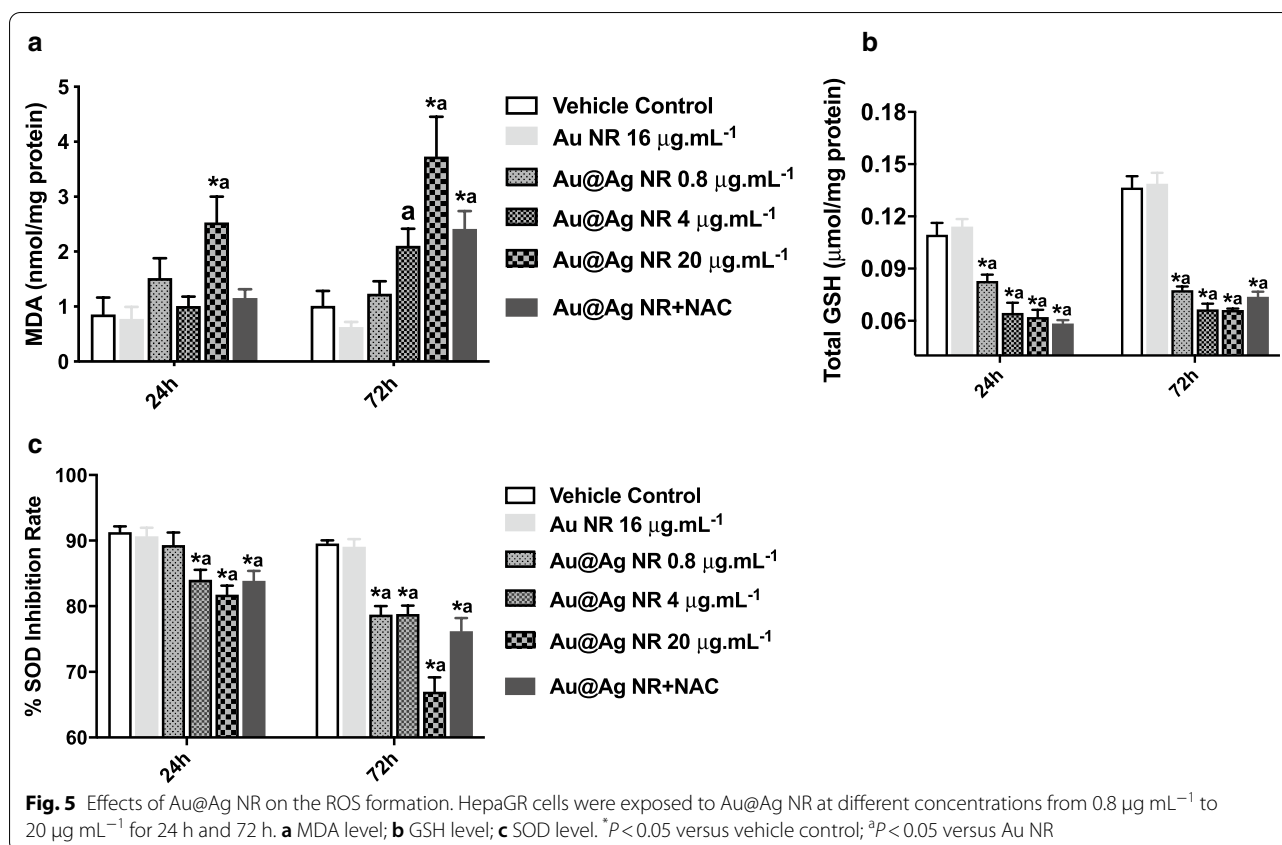 a
MDA (nmol/mg protein)
5
4
3
2
1
0
*a
a
*a
*a
24h
72h
Vehicle Control
Au NR 16 μg.mL⁻¹
Au@Ag NR 0.8 μg.mL⁻¹
Au@Ag NR 4 μg.mL⁻¹
Au@Ag NR 20 μg.mL⁻¹
Au@Ag NR+NAC
b
Total GSH (μmol/mg protein)
0.18
0.15
0.12
0.09
0.06
*a
*a
*a
*a
*a
*a
*a
*a
24h
72h
c
% SOD Inhibition Rate
100
90
80
70
60
*a
*a
*a
*a
*a
*a
*a
24h
72h
Vehicle Control
Au NR 16 μg.mL⁻¹
Au@Ag NR 0.8 μg.mL⁻¹
Au@Ag NR 4 μg.mL⁻¹
Au@Ag NR 20 μg.mL⁻¹
Au@Ag NR+NAC
Fig. 5 Effects of Au@Ag NR on the ROS formation. HepaGR cells were exposed to Au@Ag NR at different concentrations from 0.8 μg mL⁻¹ to
20 μg mL⁻¹ for 24 h and 72 h. a MDA level; b GSH level; c SOD level. *P < 0.05 versus vehicle control; ᵃP < 0.05 versus Au NR